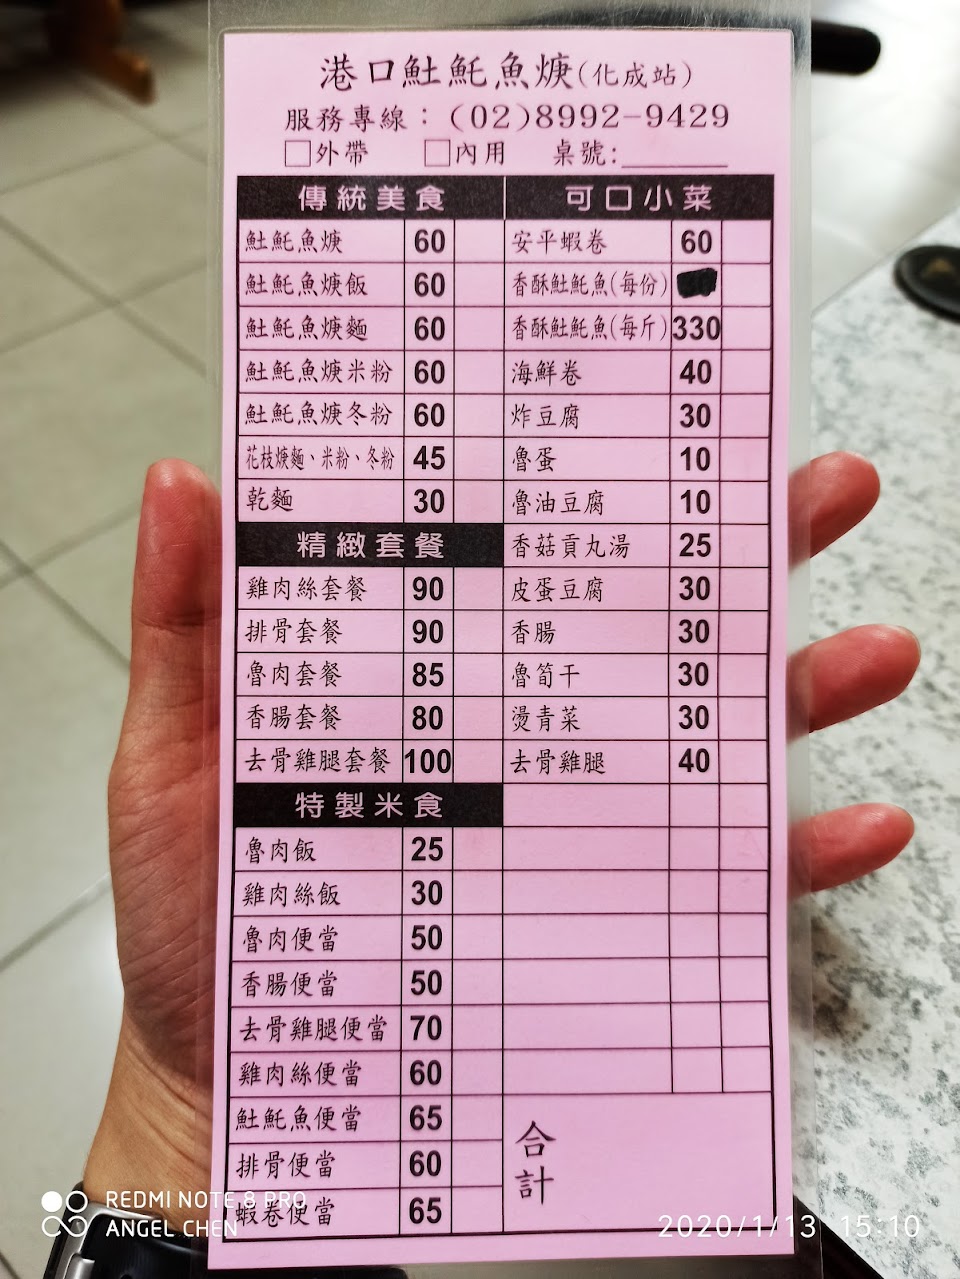 港口𩵚魠魚焿(化成站)
服務專線：(02)8992-9429
□外帶 □內用 桌號:
傳統美食
𩵚魠魚焿 60
𩵚魠魚焿飯 60
𩵚魠魚焿麵 60
𩵚魠魚焿米粉 60
𩵚魠魚焿冬粉 60
花枝焿麵、米粉、冬粉 45
乾麵 30
精緻套餐
雞肉絲套餐 90
排骨套餐 90
魯肉套餐 85
香腸套餐 80
去骨雞腿套餐 100
特製米食
魯肉飯 25
雞肉絲飯 30
魯肉便當 50
香腸便當 50
去骨雞腿便當 70
雞肉絲便當 60
𩵚魠魚便當 65
排骨便當 60
蝦卷便當 65
可口小菜
安平蝦卷 60
香酥𩵚魠魚(每份)
香酥𩵚魠魚(每斤) 330
海鮮卷 40
炸豆腐 30
魯蛋 10
魯油豆腐 10
香菇貢丸湯 25
皮蛋豆腐 30
香腸 30
魯筍干 30
燙青菜 30
去骨雞腿 40
合計
REDMI NOTE 8 PRO
ANGEL CHEN
2020/1/13 15:10